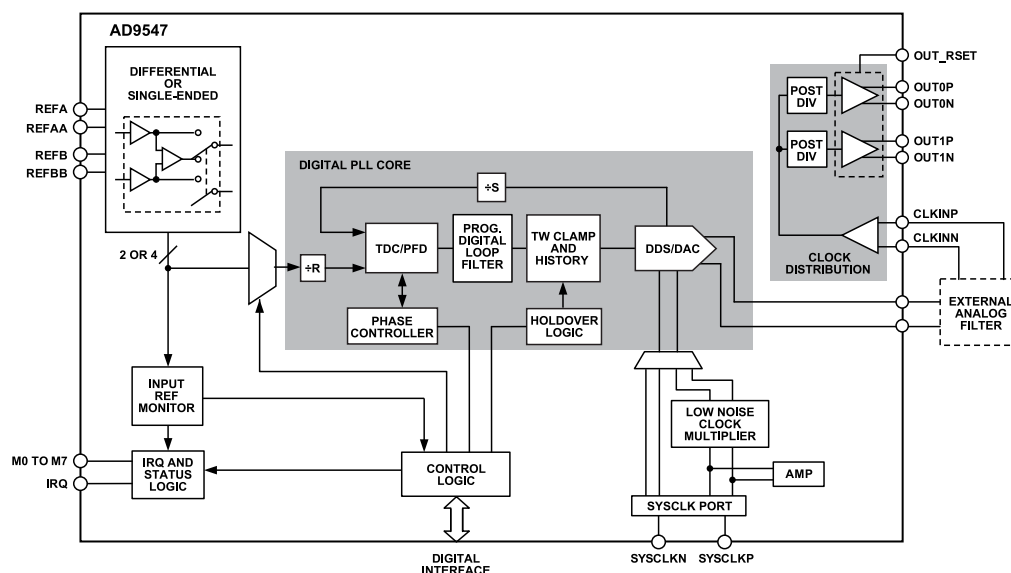 AD9547
DIFFERENTIAL
OR
SINGLE-ENDED
REFA
REFAA
REFB
REFBB
2 OR 4
DIGITAL PLL CORE
÷S
÷R
TDC/PFD
PROG.
DIGITAL
LOOP
FILTER
TW CLAMP
AND
HISTORY
DDS/DAC
PHASE
CONTROLLER
HOLDOVER
LOGIC
OUT_RSET
POST
DIV
OUT0P
OUT0N
POST
DIV
OUT1P
OUT1N
CLKINP
CLKINN
CLOCK
DISTRIBUTION
EXTERNAL
ANALOG
FILTER
INPUT
REF
MONITOR
LOW NOISE
CLOCK
MULTIPLIER
M0 TO M7
IRQ
IRQ AND
STATUS
LOGIC
CONTROL
LOGIC
AMP
SYSCLK PORT
DIGITAL
INTERFACE
SYSCLKN
SYSCLKP